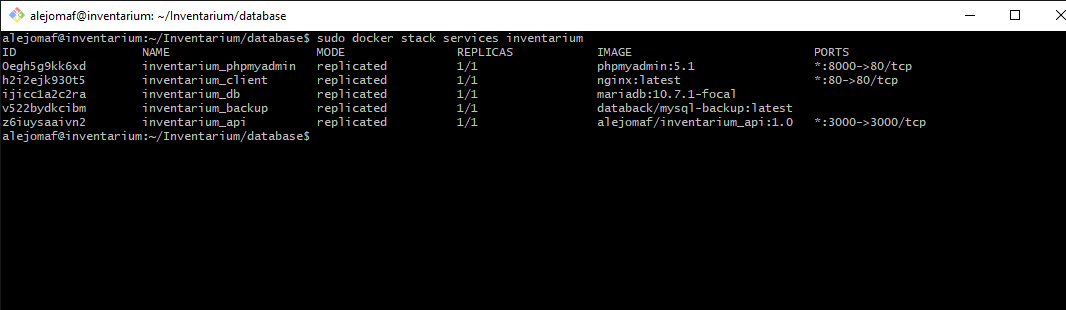 alejomaf@inventarium: ~/Inventarium/database
alejomaf@inventarium:~/Inventarium/database$ sudo docker stack services inventarium
ID NAME MODE REPLICAS IMAGE PORTS
0egh5g9kk6xd inventarium_phpmyadmin replicated 1/1 phpmyadmin:5.1 *:8000->80/tcp
h2i2ejk930t5 inventarium_client replicated 1/1 nginx:latest *:80->80/tcp
ijicc1a2c2ra inventarium_db replicated 1/1 mariadb:10.7.1-focal
v522bydkcibm inventarium_backup replicated 1/1 databack/mysql-backup:latest
z6iuysaaivn2 inventarium_api replicated 1/1 alejomaf/inventarium_api:1.0 *:3000->3000/tcp
alejomaf@inventarium:~/Inventarium/database$